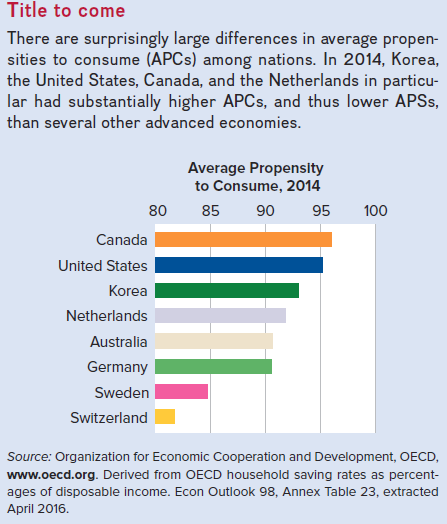 Title to come
There are surprisingly large differences in average propen-
sities to consume (APCs) among nations. In 2014, Korea,
the United States, Canada, and the Netherlands in particu-
lar had substantially higher APCs, and thus lower APSs,
than several other advanced economies.
Average Propensity
to Consume, 2014
80 85 90 95 100
Canada
United States
Korea
Netherlands
Australia
Germany
Sweden
Switzerland
Source: Organization for Economic Cooperation and Development, OECD,
www.oecd.org. Derived from OECD household saving rates as percent-
ages of disposable income. Econ Outlook 98, Annex Table 23, extracted
April 2016.